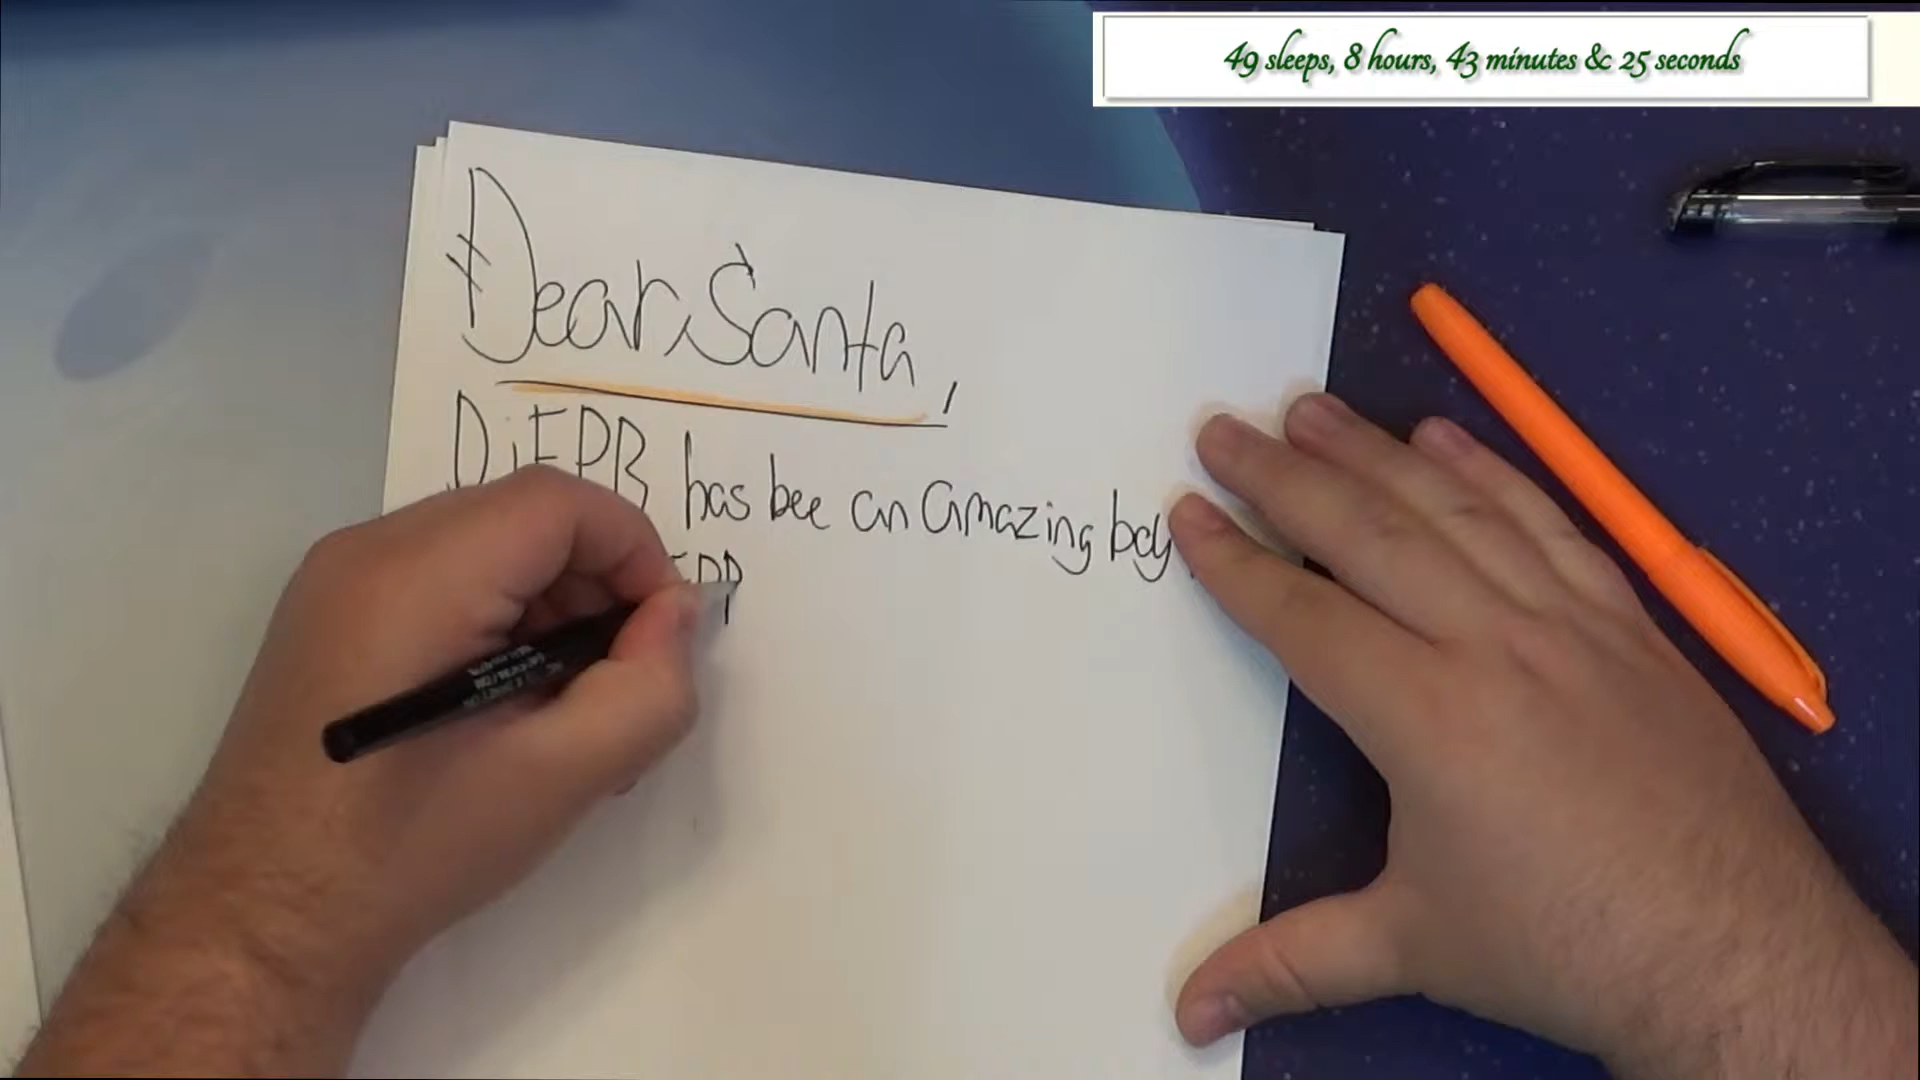 49 sleeps, 8 hours, 43 minutes & 25 seconds
Dear Santa,
DjFPB has bee an amazing boy